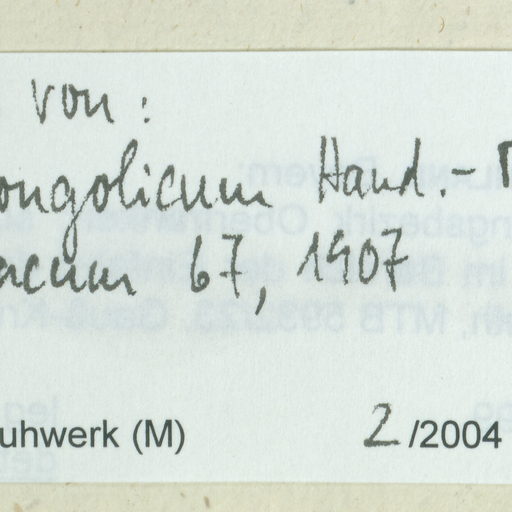 von:
ongolicum Hand.-
acum 67, 1907
uhwerk (M) 2/2004